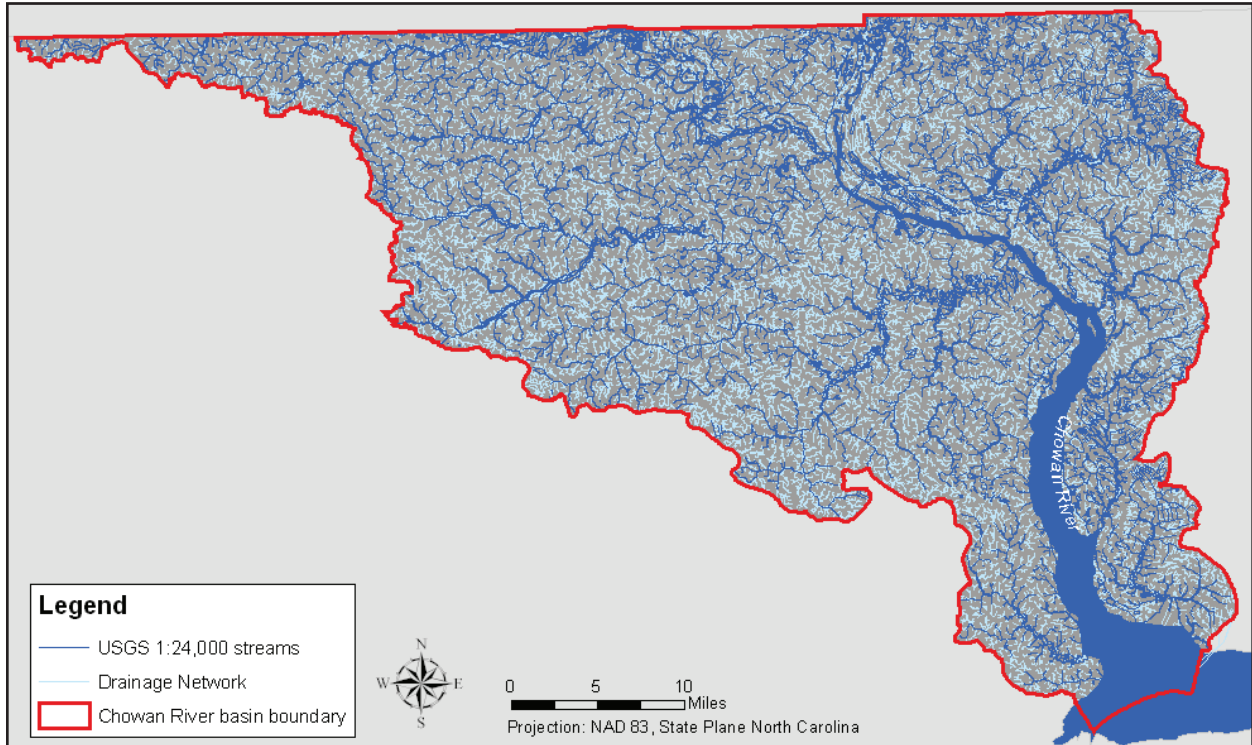 Chowan River
Legend
USGS 1:24,000 streams
Drainage Network
Chowan River basin boundary
N
W E
S
0 5 10
Miles
Projection: NAD 83, State Plane North Carolina